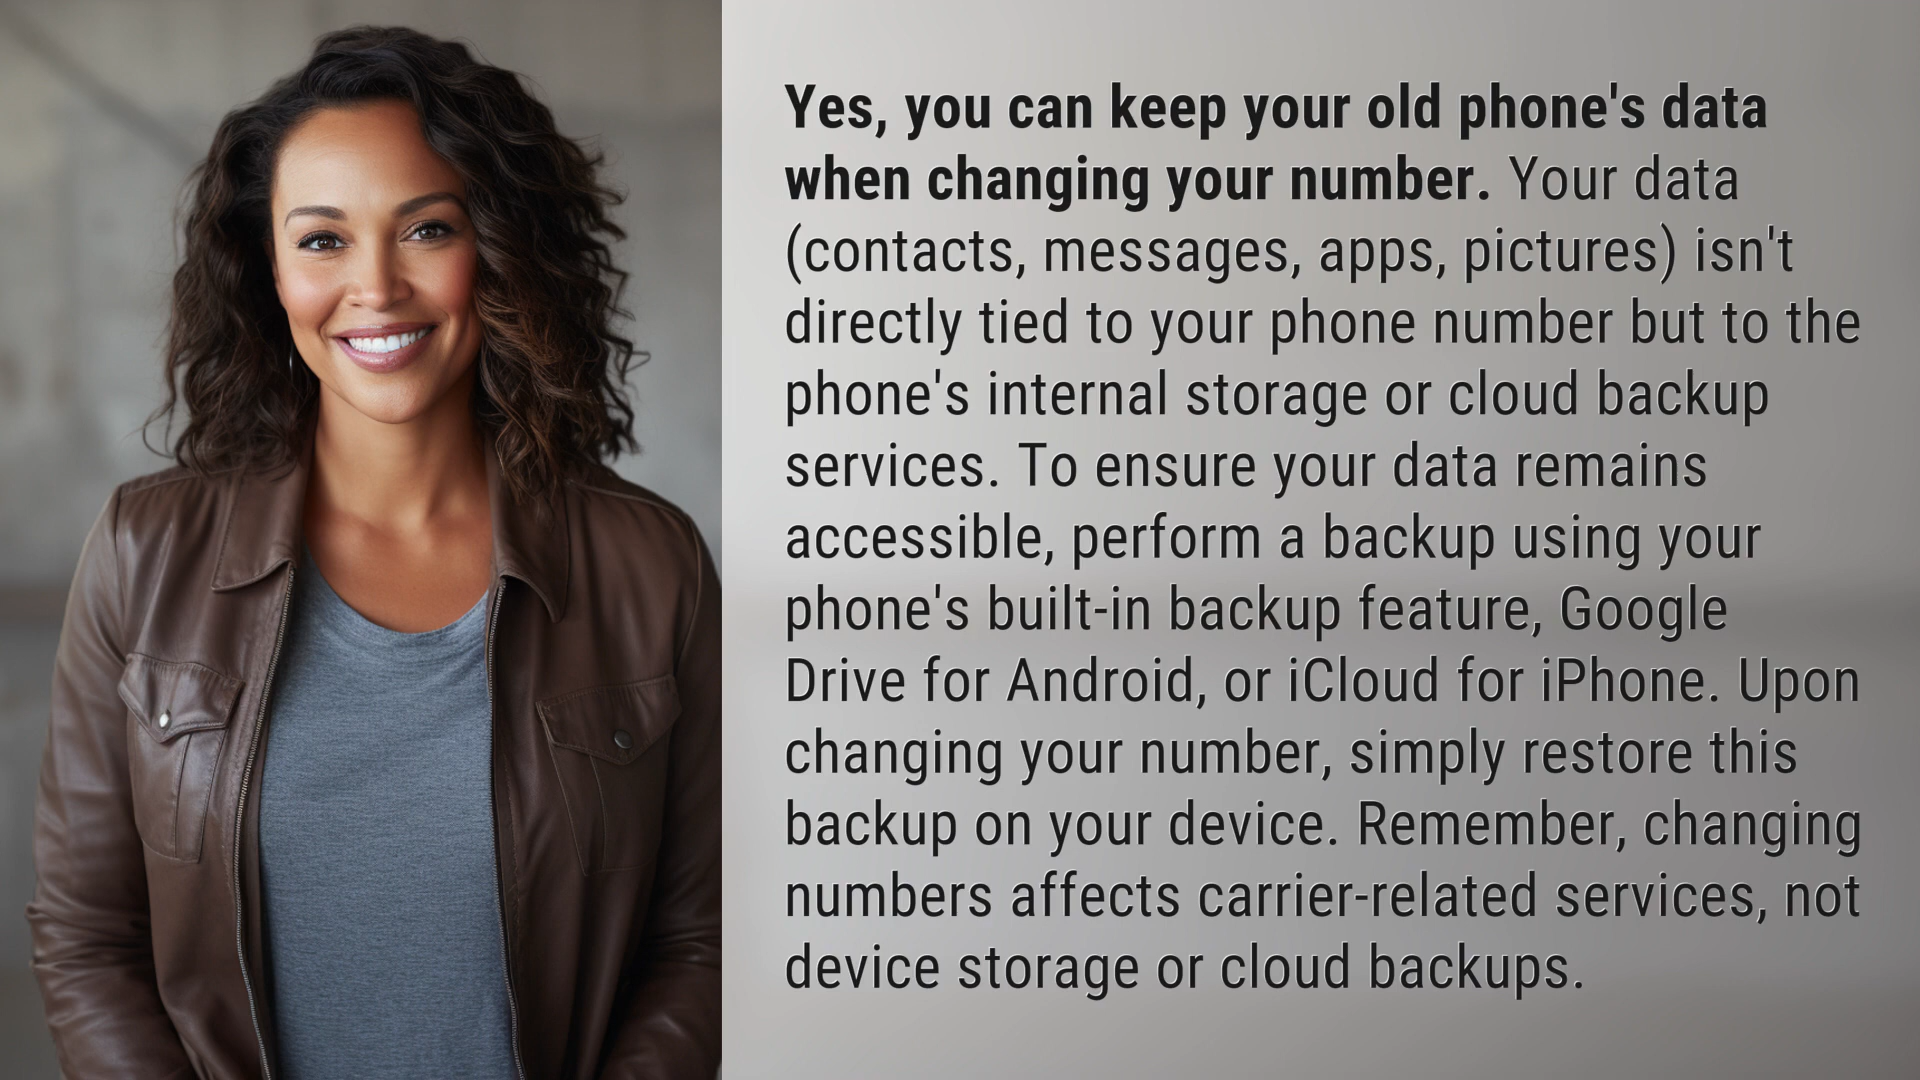 Yes, you can keep your old phone's data
when changing your number. Your data
(contacts, messages, apps, pictures) isn't
directly tied to your phone number but to the
phone's internal storage or cloud backup
services. To ensure your data remains
accessible, perform a backup using your
phone's built-in backup feature, Google
Drive for Android, or iCloud for iPhone. Upon
changing your number, simply restore this
backup on your device. Remember, changing
numbers affects carrier-related services, not
device storage or cloud backups.